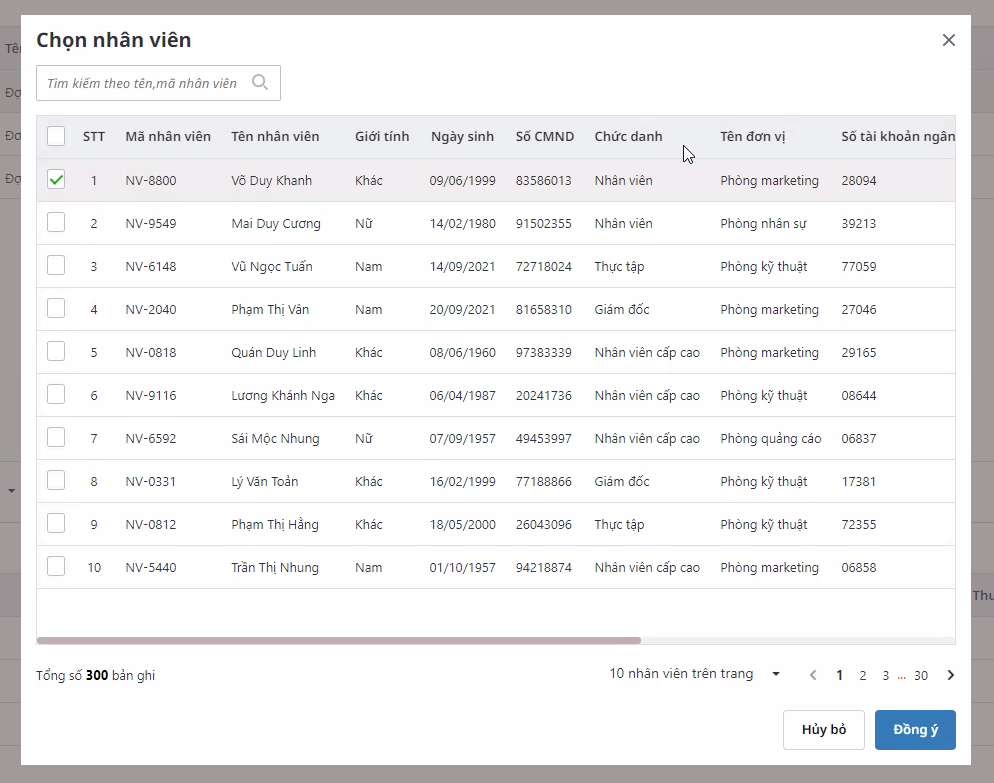 Chọn nhân viên
Tìm kiếm theo tên,mã nhân viên
STT Mã nhân viên Tên nhân viên Giới tính Ngày sinh Số CMND Chức danh Tên đơn vị Số tài khoản ngân
1 NV-8800 Võ Duy Khanh Khác 09/06/1999 83586013 Nhân viên Phòng marketing 28094
2 NV-9549 Mai Duy Cương Nữ 14/02/1980 91502355 Nhân viên Phòng nhân sự 39213
3 NV-6148 Vũ Ngọc Tuấn Nam 14/09/2021 72718024 Thực tập Phòng kỹ thuật 77059
4 NV-2040 Phạm Thị Vân Nam 20/09/2021 81658310 Giám đốc Phòng marketing 27046
5 NV-0818 Quán Duy Linh Khác 08/06/1960 97383339 Nhân viên cấp cao Phòng marketing 29165
6 NV-9116 Lương Khánh Nga Khác 06/04/1987 20241736 Nhân viên cấp cao Phòng kỹ thuật 08644
7 NV-6592 Sái Mộc Nhung Nữ 07/09/1957 49453997 Nhân viên cấp cao Phòng quảng cáo 06837
8 NV-0331 Lý Văn Toản Khác 16/02/1999 77188866 Giám đốc Phòng kỹ thuật 17381
9 NV-0812 Phạm Thị Hằng Khác 18/05/2000 26043096 Thực tập Phòng kỹ thuật 72355
10 NV-5440 Trần Thị Nhung Nam 01/10/1957 94218874 Nhân viên cấp cao Phòng marketing 06858
Tổng số 300 bản ghi 10 nhân viên trên trang 1 2 3 ... 30
Hủy bỏ Đồng ý